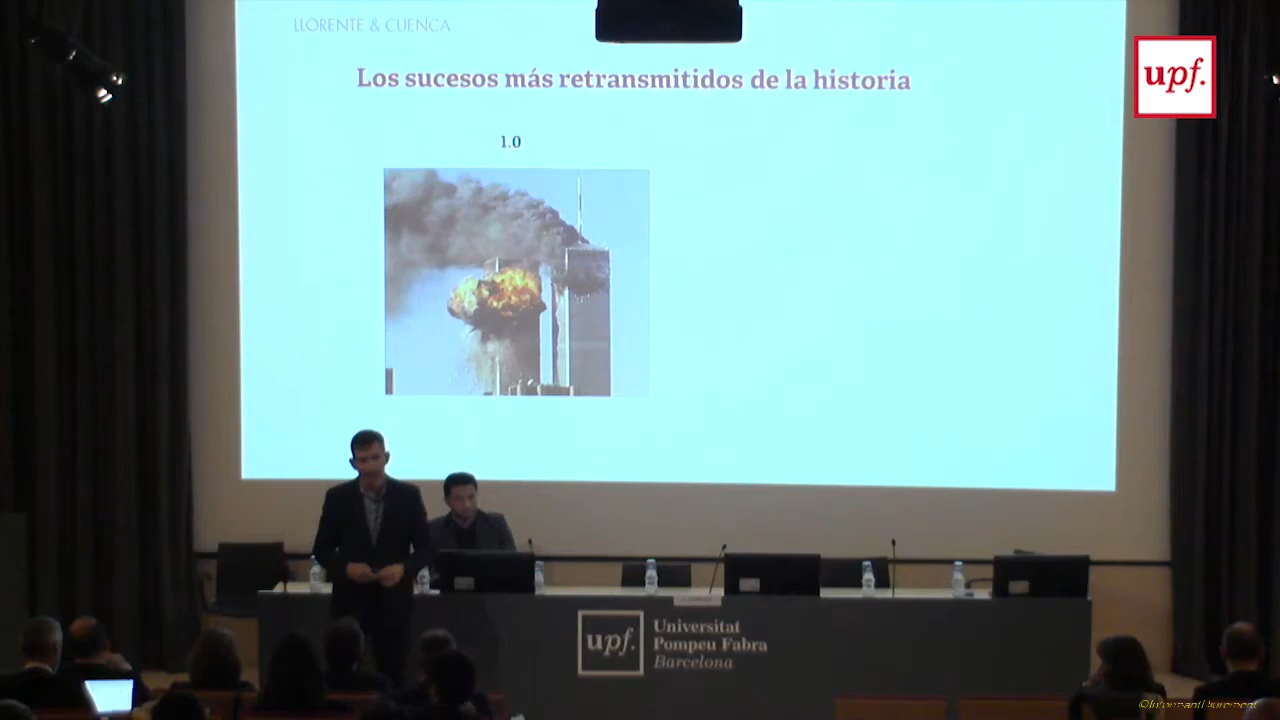 LLORENTE & CUENCA
Los sucesos más retransmitidos de la historia
1.0
upf.
upf.
Universitat
Pompeu Fabra
Barcelona